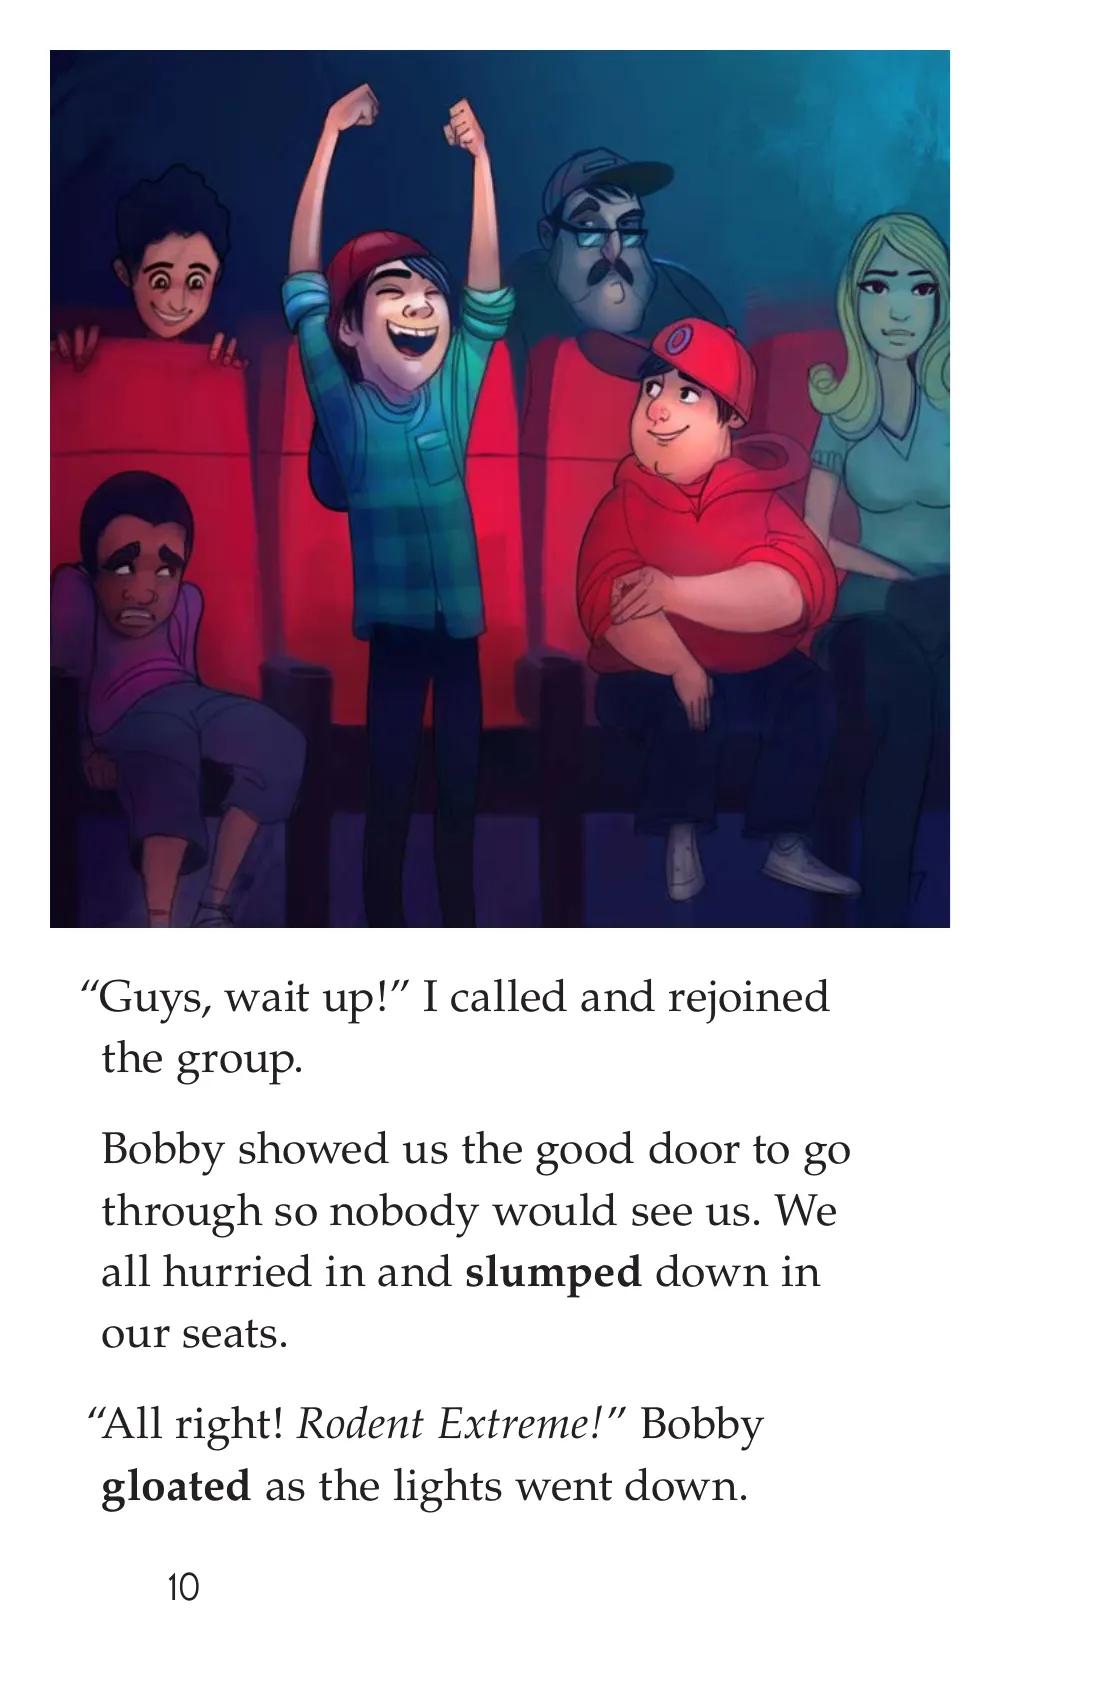 “Guys, wait up!” I called and rejoined
the group.
Bobby showed us the good door to go
through so nobody would see us. We
all hurried in and slumped down in
our seats.
“All right! Rodent Extreme!” Bobby
gloated as the lights went down.
10